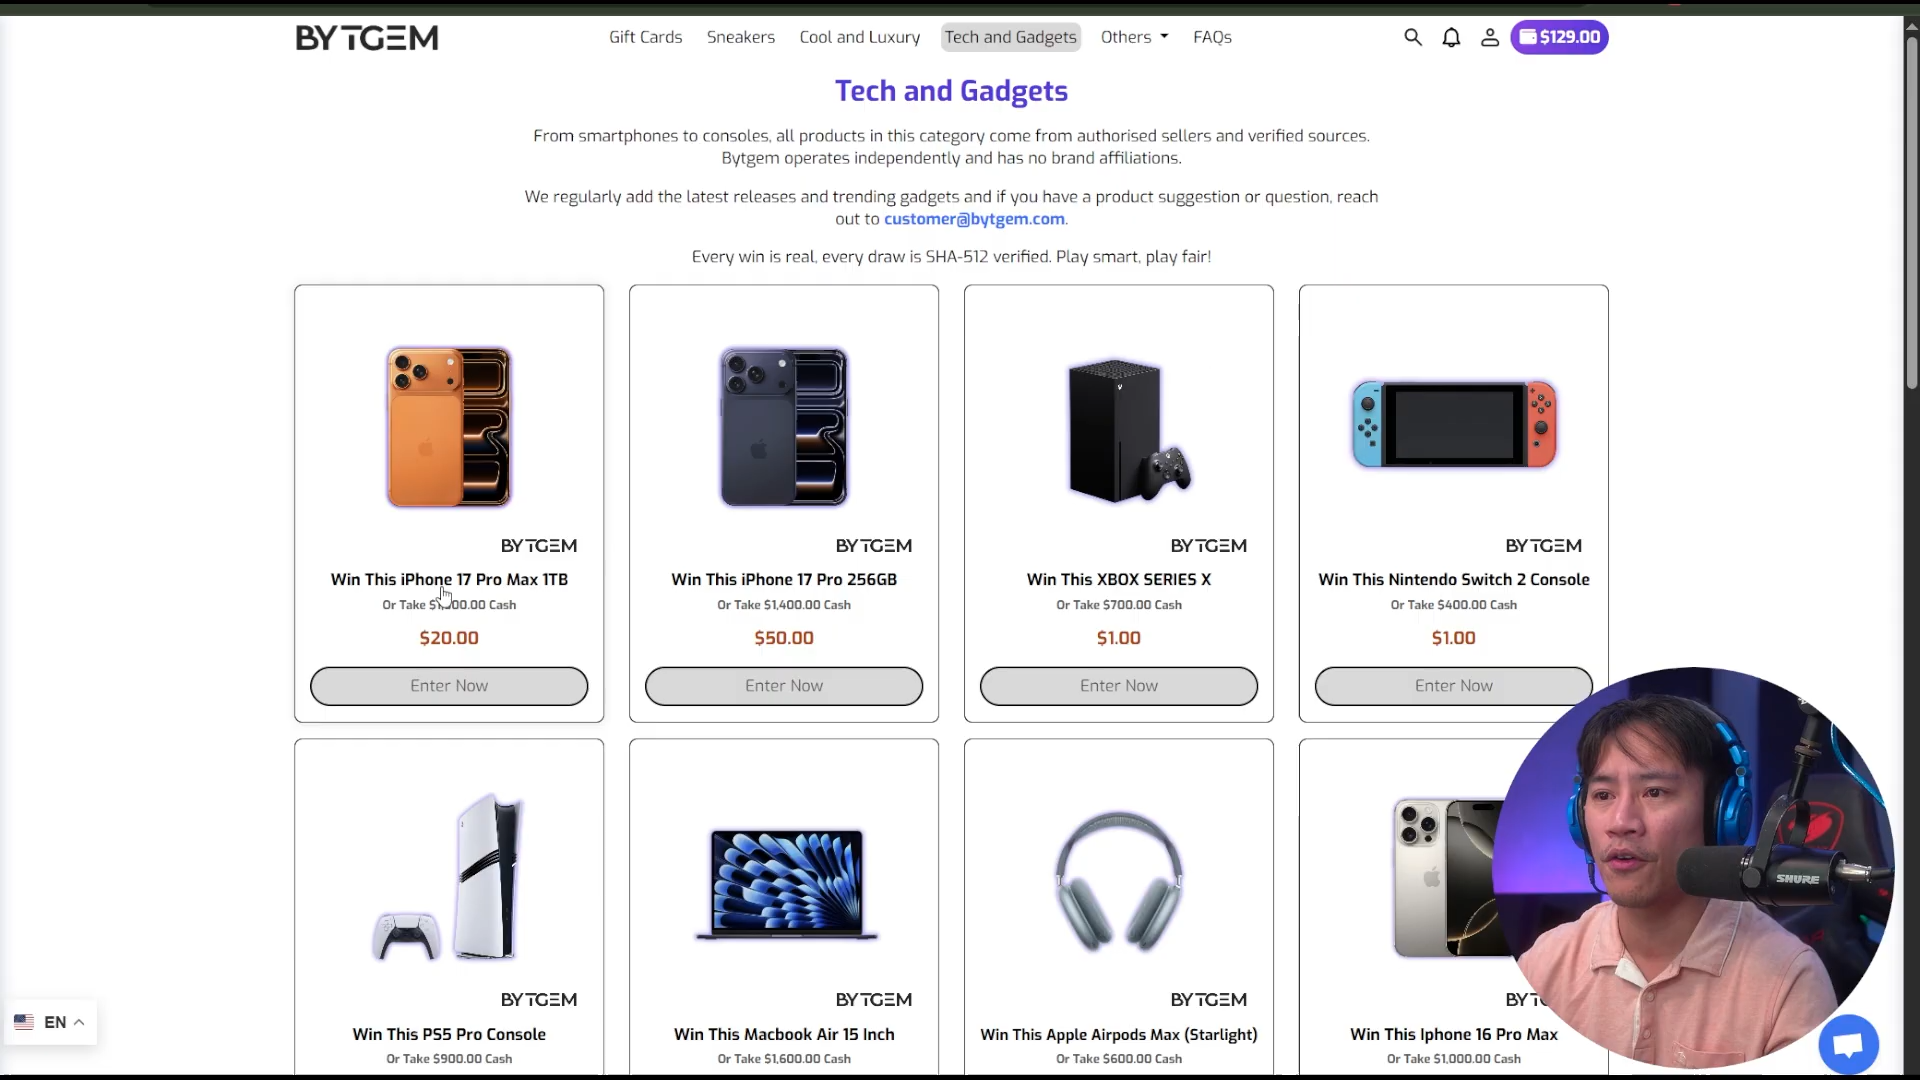 BYTGEM
Gift Cards
Sneakers
Cool and Luxury
Tech and Gadgets
Others
FAQs
$129.00
Tech and Gadgets
From smartphones to consoles, all products in this category come from authorised sellers and verified sources.
Bytgem operates independently and has no brand affiliations.
We regularly add the latest releases and trending gadgets and if you have a product suggestion or question, reach
out to customer@bytgem.com.
Every win is real, every draw is SHA-512 verified. Play smart, play fair!
BYTGEM
Win This iPhone 17 Pro Max 1TB
Or Take Cash
$20.00
Enter Now
BYTGEM
Win This iPhone 17 Pro 256GB
Or Take $1,400.00 Cash
$50.00
Enter Now
BYTGEM
Win This XBOX SERIES X
Or Take $700.00 Cash
$1.00
Enter Now
BYTGEM
Win This Nintendo Switch 2 Console
Or Take $400.00 Cash
$1.00
Enter Now
BYTGEM
Win This PS5 Pro Console
Or Take $900.00 Cash
BYTGEM
Win This Macbook Air 15 Inch
Or Take $1,600.00 Cash
BYTGEM
Win This Apple Airpods Max (Starlight)
Or Take $600.00 Cash
BYT
Win This Iphone 16 Pro Max
Or Take $1,000.00 Cash
SHURE
EN